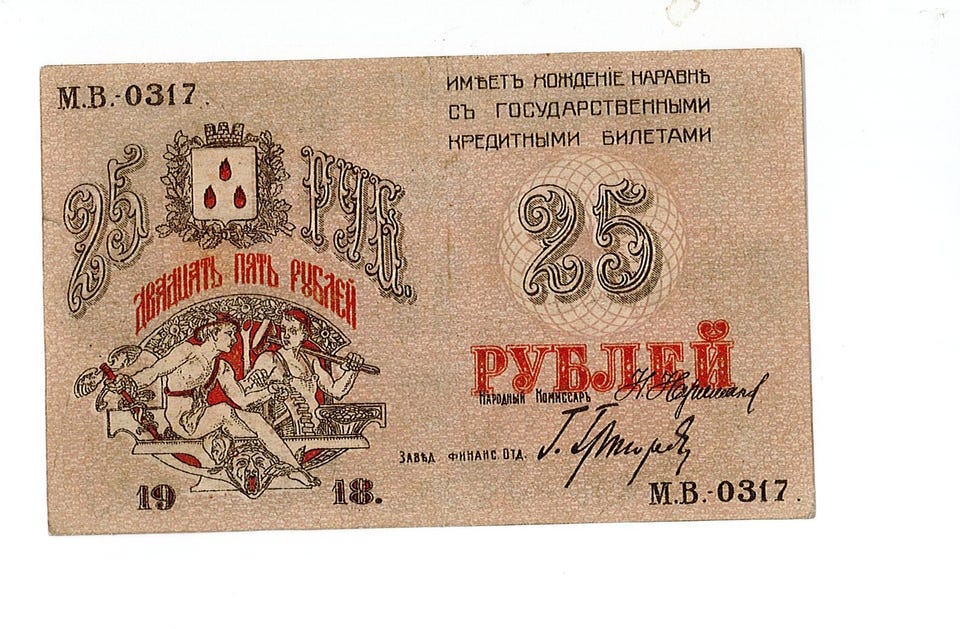 М.В.-0317.
ИМѢЕТЪ ХОЖДЕНІЕ НАРАВНѢ
СЪ ГОСУДАРСТВЕННЫМИ
КРЕДИТНЫМИ БИЛЕТАМИ
25 РУБ.
ДВАДЦАТЬ ПЯТЬ РУБЛЕЙ
25
РУБЛЕЙ
НАРОДНЫЙ КОМИССАРЪ
ЗАВѢД. ФИНАНС. ОТД.
19 18.
М.В.-0317.